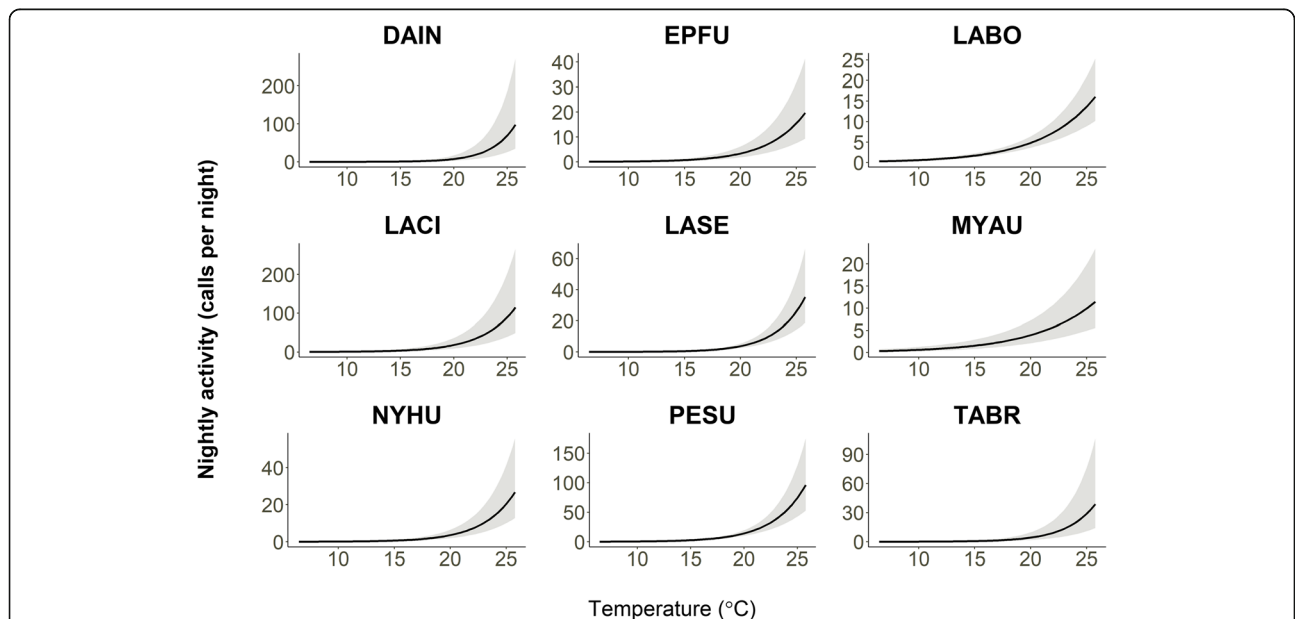 DAIN EPFU LABO
200 40 25
100 30 20
0 20 15
10 10
0 5
0
10 15 20 25 10 15 20 25 10 15 20 25
Nightly activity (calls per night)
LACI LASE MYAU
200 60 20
100 40 15
0 20 10
0 5
0
10 15 20 25 10 15 20 25 10 15 20 25
NYHU PESU TABR
40 150 90
20 100 60
0 50 30
0 0
10 15 20 25 10 15 20 25 10 15 20 25
Temperature (°C)